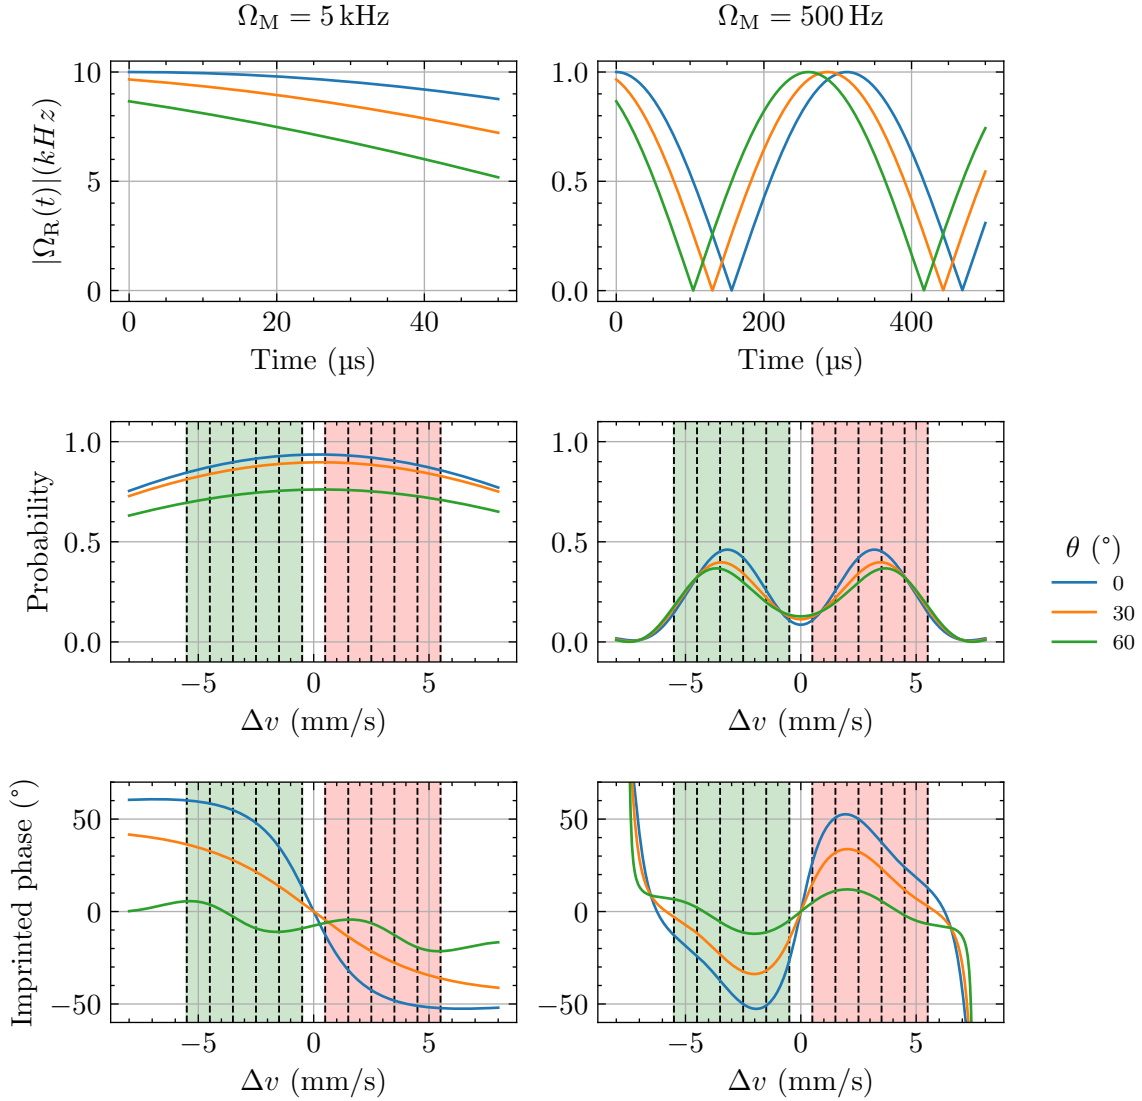 Ω_M = 5 kHz
Ω_M = 500 Hz
|Ω_R(t)|(kHz)
10
5
0
0 20 40
Time (µs)
1.0
0.5
0.0
0 200 400
Time (µs)
Probability
1.0
0.5
0.0
−5 0 5
Δv (mm/s)
1.0
0.5
0.0
−5 0 5
Δv (mm/s)
θ (°)
0
30
60
Imprinted phase (°)
50
0
−50
−5 0 5
Δv (mm/s)
50
0
−50
−5 0 5
Δv (mm/s)